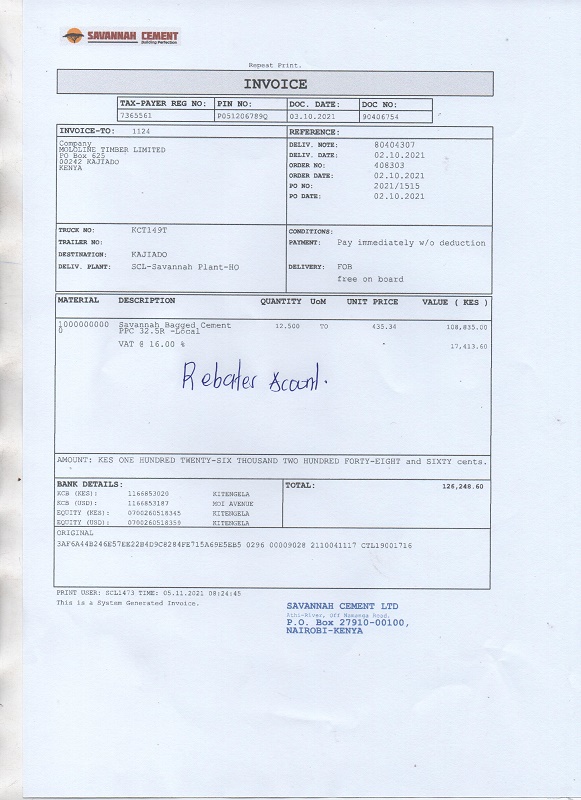 SAVANNAH CEMENT
Building Perfection
Repeat Print.
INVOICE
TAX-PAYER REG NO: PIN NO: DOC. DATE: DOC NO:
7365561 P051206789Q 03.10.2021 90406754
INVOICE-TO: 1124 REFERENCE:
Company
MOLOLINE TIMBER LIMITED
PO Box 625
00242 KAJIADO
KENYA
DELIV. NOTE: 80404307
DELIV. DATE: 02.10.2021
ORDER NO: 408303
ORDER DATE: 02.10.2021
PO NO: 2021/1515
PO DATE: 02.10.2021
TRUCK NO: KCT149T
TRAILER NO:
DESTINATION: KAJIADO
DELIV. PLANT: SCL-Savannah Plant-HO
CONDITIONS:
PAYMENT: Pay immediately w/o deduction
DELIVERY: FOB
free on board
MATERIAL DESCRIPTION QUANTITY UoM UNIT PRICE VALUE ( KES )
1000000000 Savannah Bagged Cement 12.500 TO 435.34 108,835.00
0 PPC 32.5R -Local
VAT @ 16.00 % 17,413.60
Rebater
AMOUNT: KES ONE HUNDRED TWENTY-SIX THOUSAND TWO HUNDRED FORTY-EIGHT and SIXTY cents.
BANK DETAILS: TOTAL: 126,248.60
KCB (KES): 1166853020 KITENGELA
KCB (USD): 1166853187 MOI AVENUE
EQUITY (KES): 0700260518345 KITENGELA
EQUITY (USD): 0700260518359 KITENGELA
ORIGINAL
3AF6A44B246E57EE22B4D9C8284FE715A69E5EB5 0296 00009028 2110041117 CTL19001716
PRINT USER: SCL1473 TIME: 05.11.2021 08:24:45
This is a System Generated Invoice.
SAVANNAH CEMENT LTD
Athi-River, Off Namanga Road.
P.O. Box 27910-00100,
NAIROBI-KENYA